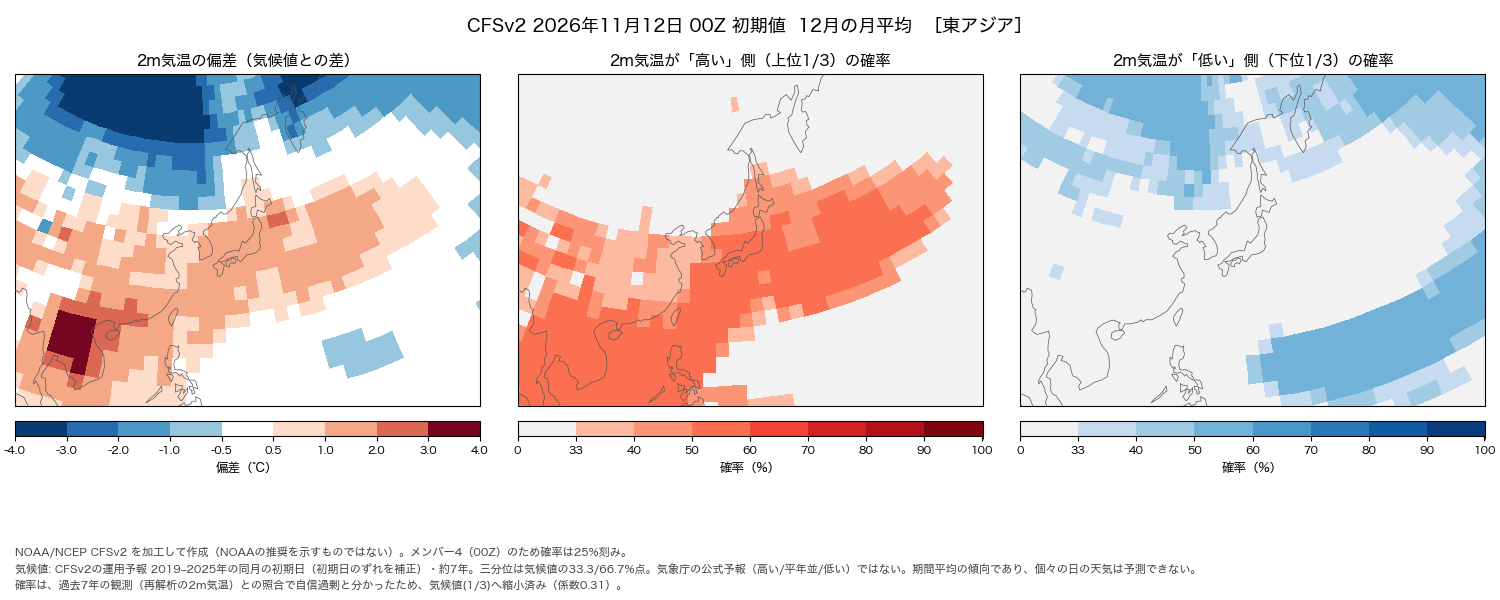 CFSv2 2026年11月12日 00Z 初期値 12月の月平均 ［東アジア］
2m気温の偏差（気候値との差）
2m気温が「高い」側（上位1/3）の確率
2m気温が「低い」側（下位1/3）の確率
-4.0 -3.0 -2.0 -1.0 -0.5 0.5 1.0 2.0 3.0 4.0
偏差（℃）
0 33 40 50 60 70 80 90 100
確率（%）
0 33 40 50 60 70 80 90 100
確率（%）
NOAA/NCEP CFSv2 を加工して作成（NOAAの推奨を示すものではない）。メンバー4（00Z）のため確率は25%刻み。
気候値: CFSv2の運用予報 2019–2025年の同月の初期日（初期日のずれを補正）・約7年。三分位は気候値の33.3/66.7%点。気象庁の公式予報（高い/平年並/低い）ではない。期間平均の傾向であり、個々の日の天気は予測できない。
確率は、過去7年の観測（再解析の2m気温）との照合で自信過剰と分かったため、気候値(1/3)へ縮小済み（係数0.31）。